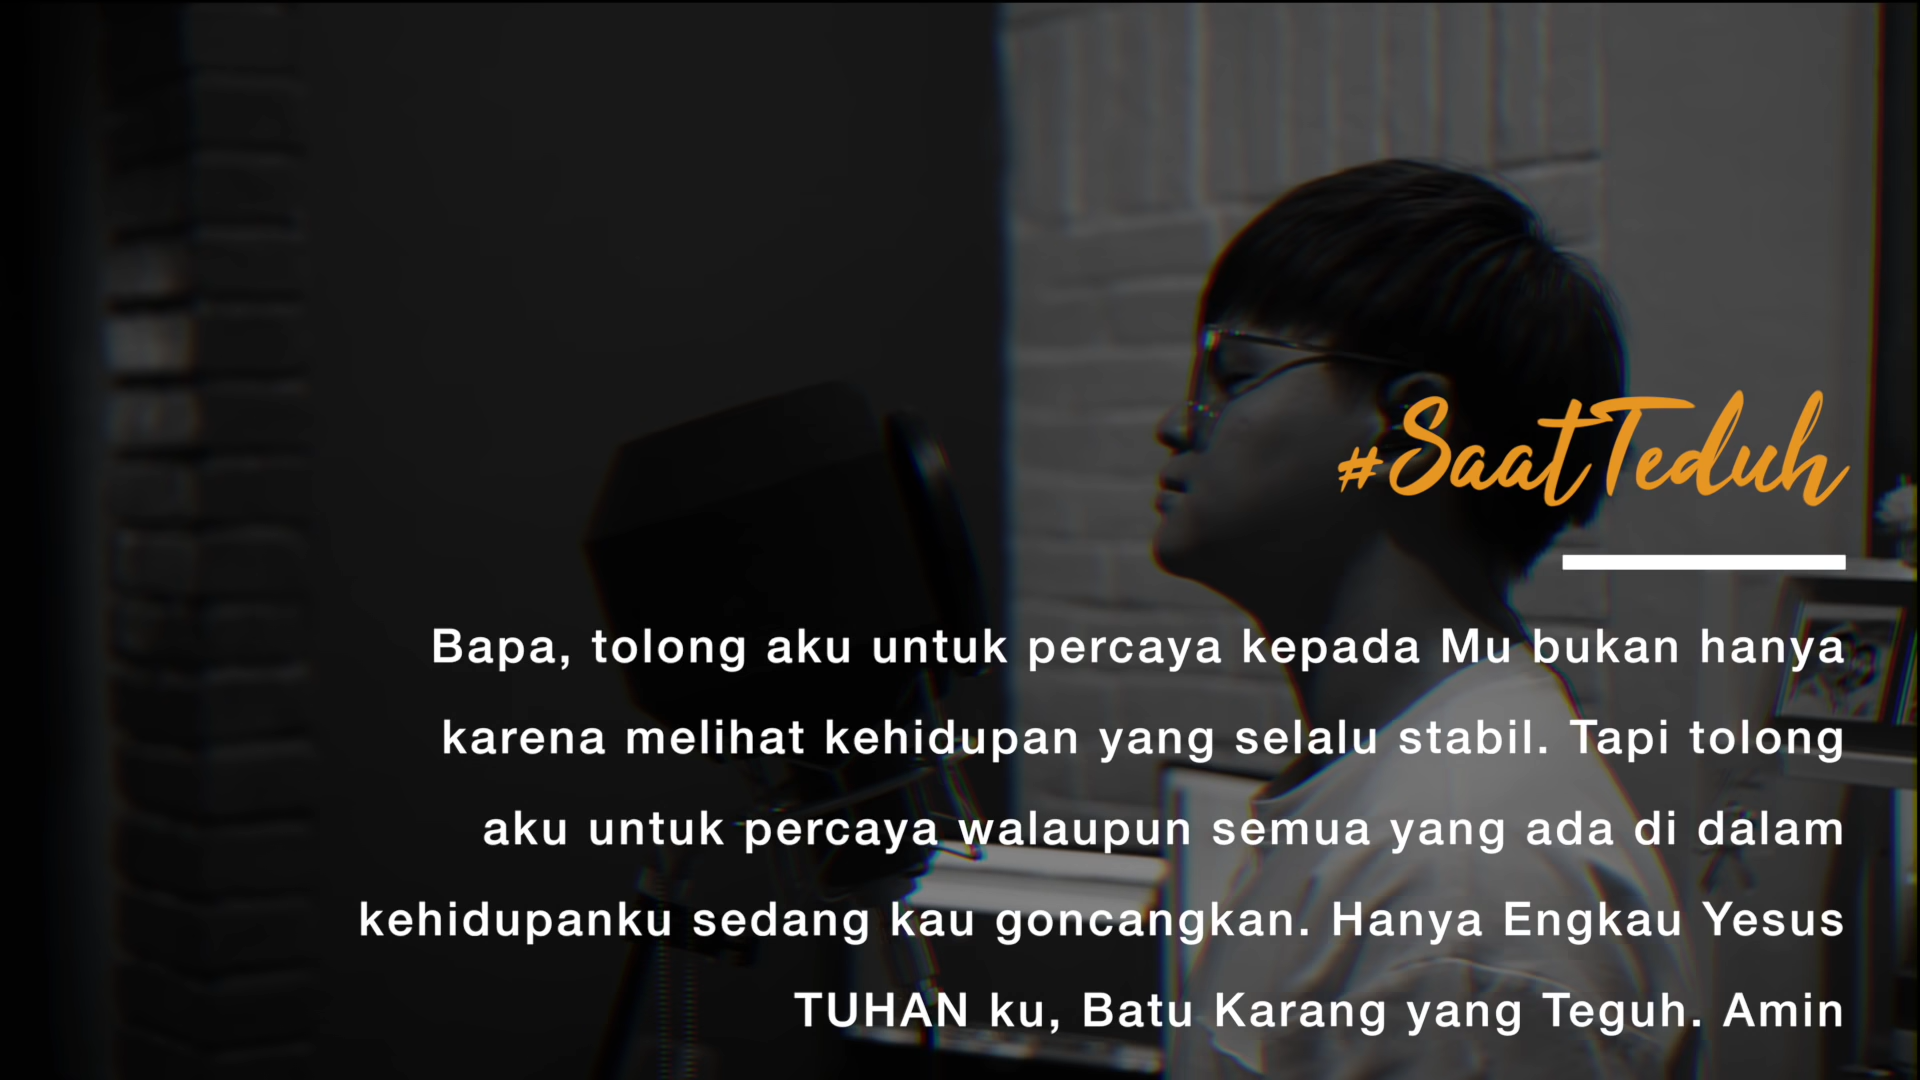 #SaatTeduh
Bapa, tolong aku untuk percaya kepada Mu bukan hanya
karena melihat kehidupan yang selalu stabil. Tapi tolong
aku untuk percaya walaupun semua yang ada di dalam
kehidupanku sedang kau goncangkan. Hanya Engkau Yesus
TUHAN ku, Batu Karang yang Teguh. Amin